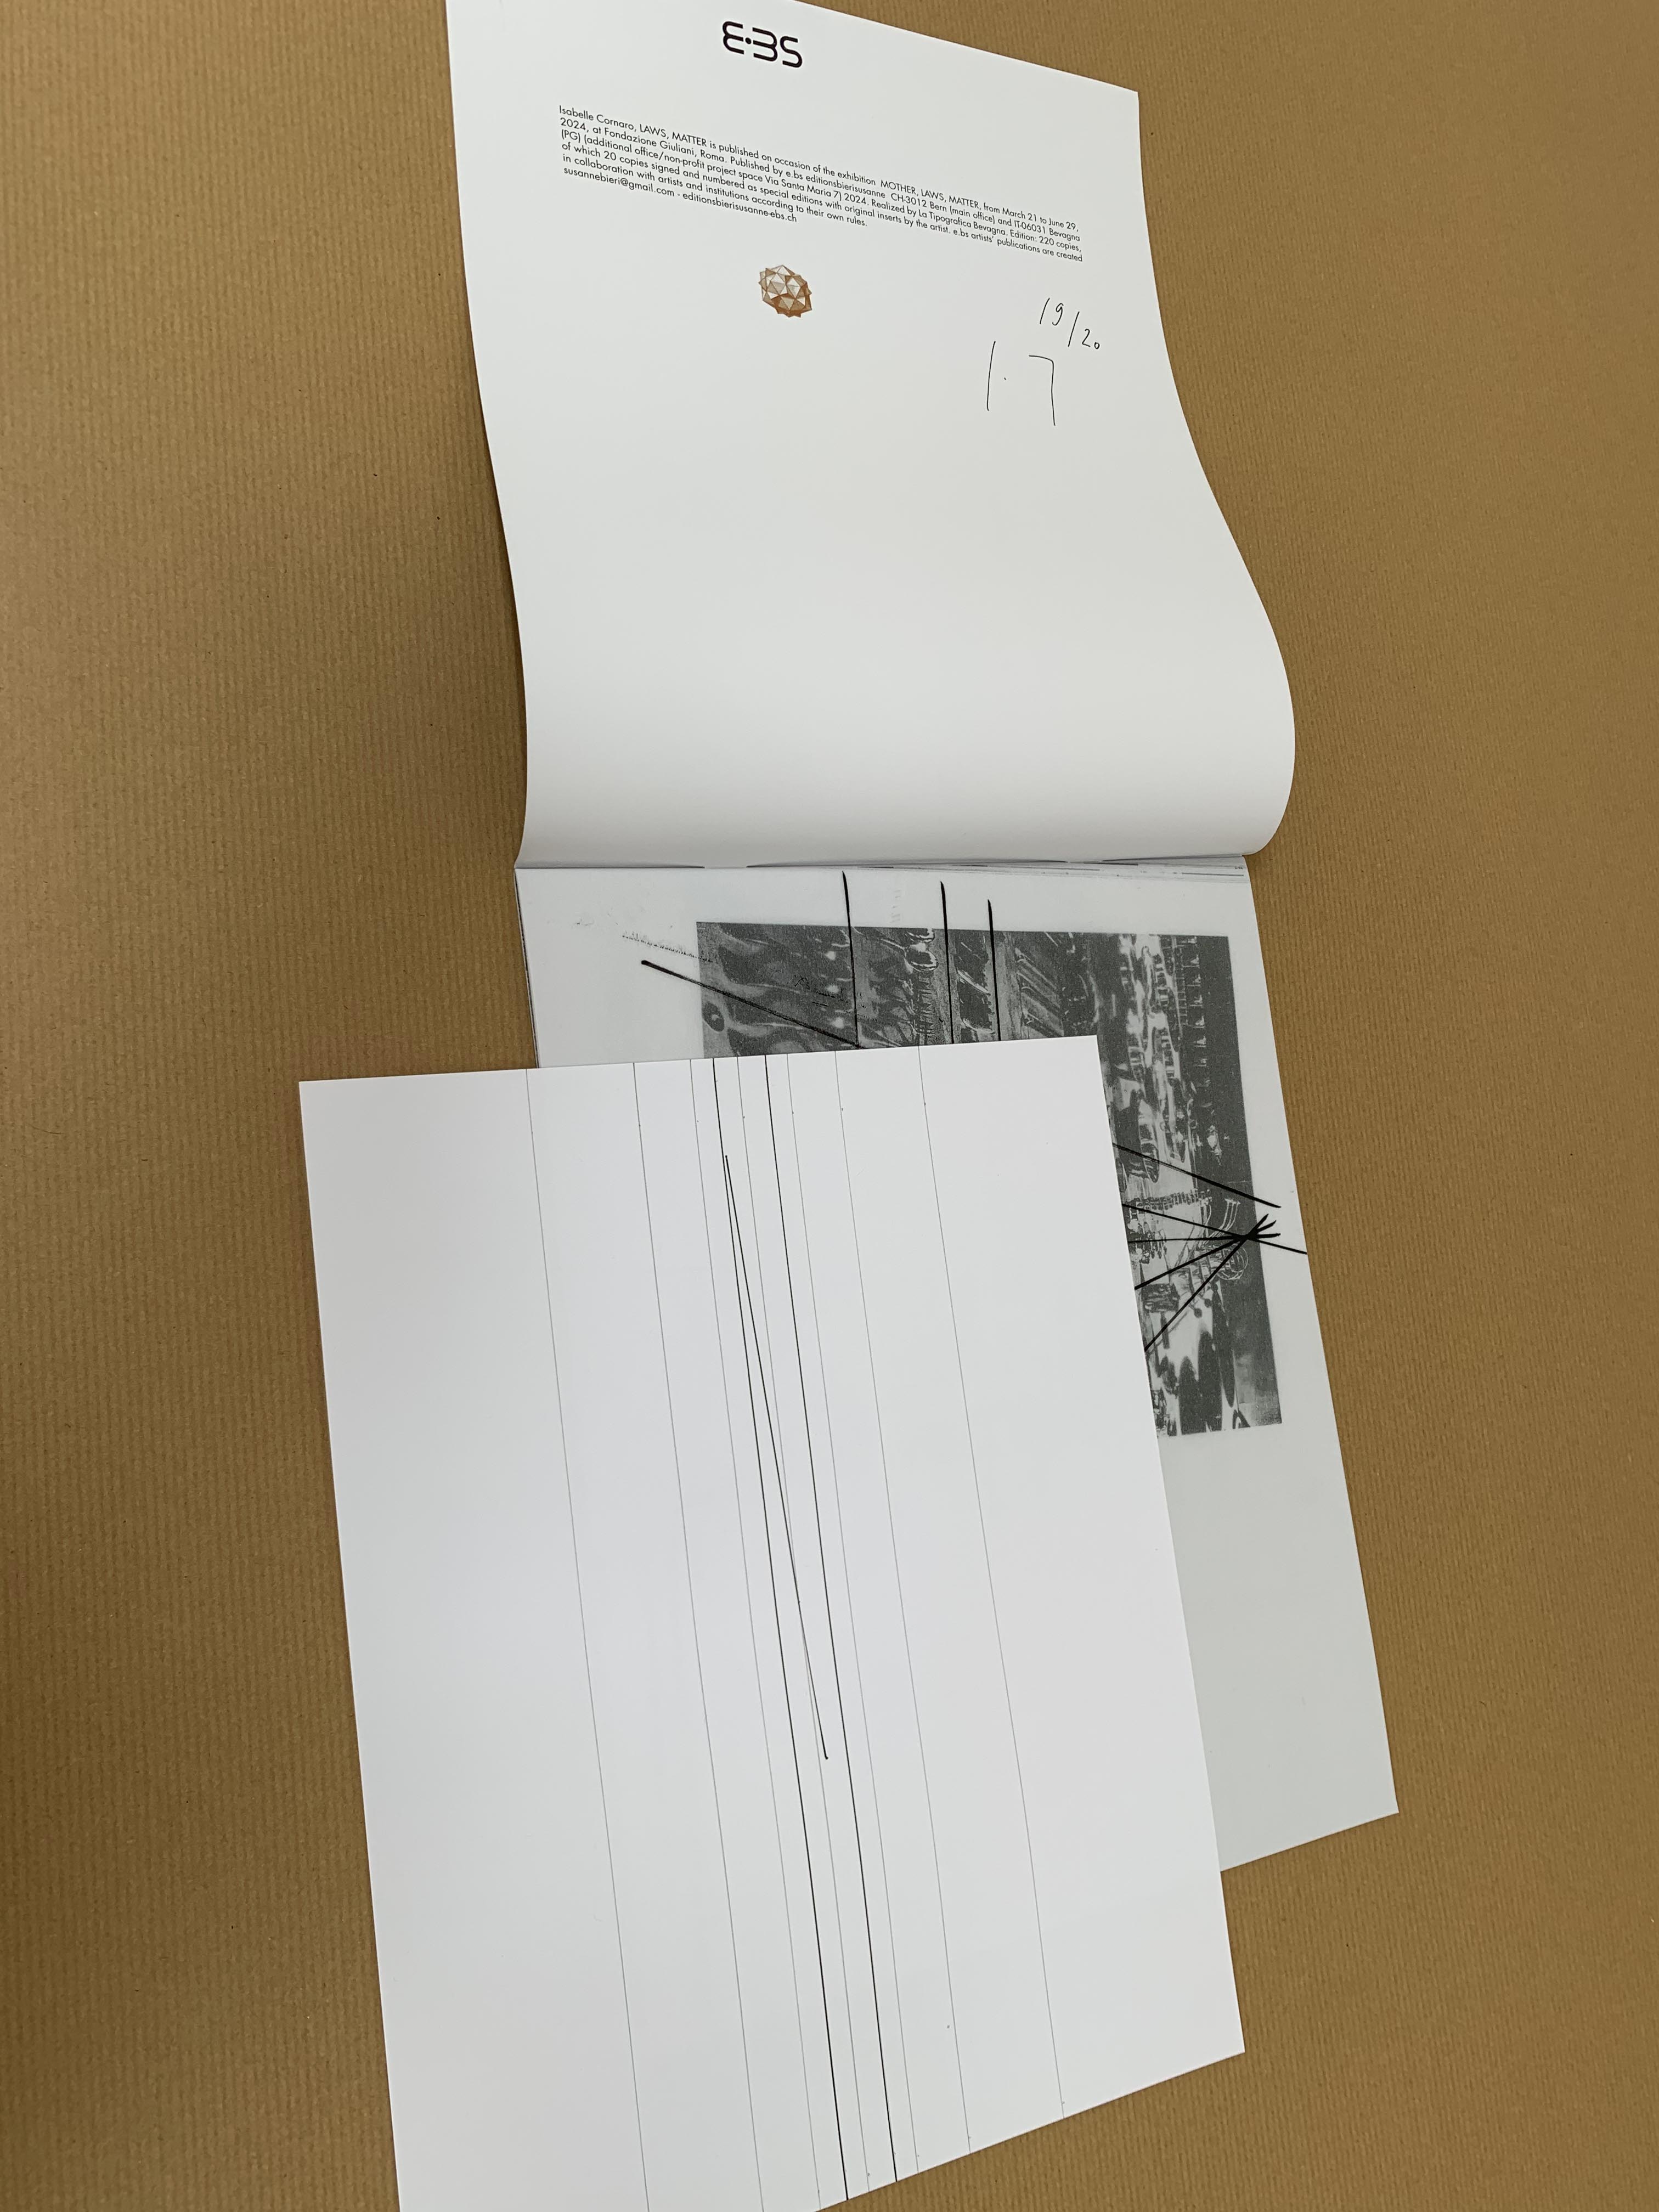 e.bs
Isabelle Cornaro, LAWS, MATTER is published on occasion of the exhibition MOTHER, LAWS, MATTER, from March 21 to June 29,
2024, at Fondazione Giuliani, Roma. Published by e.bs editionsbierisusanne CH-3012 Bern (main office) and IT-06031 Bevagna
(PG) (additional office/non-profit project space Via Santa Maria 7) 2024. Realized by La Tipografica Bevagna. Edition: 220 copies,
of which 20 copies signed and numbered as special editions with original inserts by the artist. e.bs artists' publications are created
in collaboration with artists and institutions according to their own rules.
susannebieri@gmail.com - editionsbierisusanne-ebs.ch
19/20